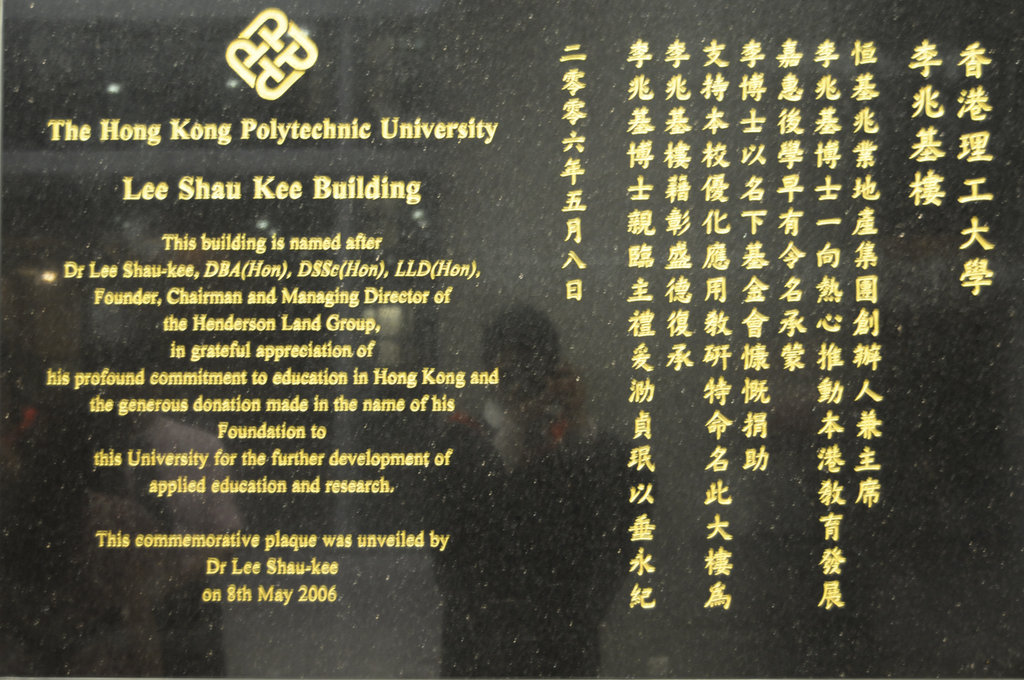 The Hong Kong Polytechnic University
Lee Shau Kee Building
This building is named after
Dr Lee Shau-kee, DBA(Hon), DSSc(Hon), LLD(Hon),
Founder, Chairman and Managing Director of
the Henderson Land Group,
in grateful appreciation of
his profound commitment to education in Hong Kong and
the generous donation made in the name of his
Foundation to
this University for the further development of
applied education and research.
This commemorative plaque was unveiled by
Dr Lee Shau-kee
on 8th May 2006
香港理工大學
李兆基樓
恒基兆業地產集團創辦人兼主席
李兆基博士一向熱心推動本港教育發展
嘉惠後學早有令名承蒙
李博士以名下基金會慷慨捐助
支持本校優化應用教研特命名此大樓為
李兆基樓藉彰盛德復承
李兆基博士親臨主禮爰泐貞珉以垂永紀
二零零六年五月八日